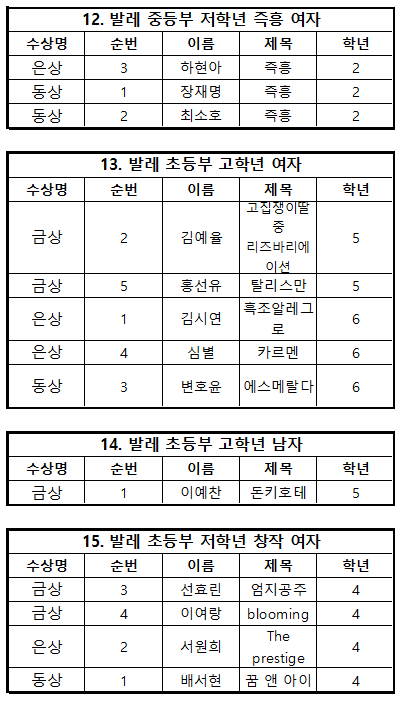 12. 발레 중등부 저학년 즉흥 여자
수상명 순번 이름 제목 학년
은상 3 하현아 즉흥 2
동상 1 장재명 즉흥 2
동상 2 최소호 즉흥 2
13. 발레 초등부 고학년 여자
수상명 순번 이름 제목 학년
금상 2 김예율 고집쟁이딸 중 리즈바리에이션 5
금상 5 홍선유 탈리스만 5
은상 1 김시연 흑조알레그로 6
은상 4 심별 카르멘 6
동상 3 변호윤 에스메랄다 6
14. 발레 초등부 고학년 남자
수상명 순번 이름 제목 학년
금상 1 이예찬 돈키호테 5
15. 발레 초등부 저학년 창작 여자
수상명 순번 이름 제목 학년
금상 3 선효린 엄지공주 4
금상 4 이여랑 blooming 4
은상 2 서원희 The prestige 4
동상 1 배서현 꿈 앤 아이 4